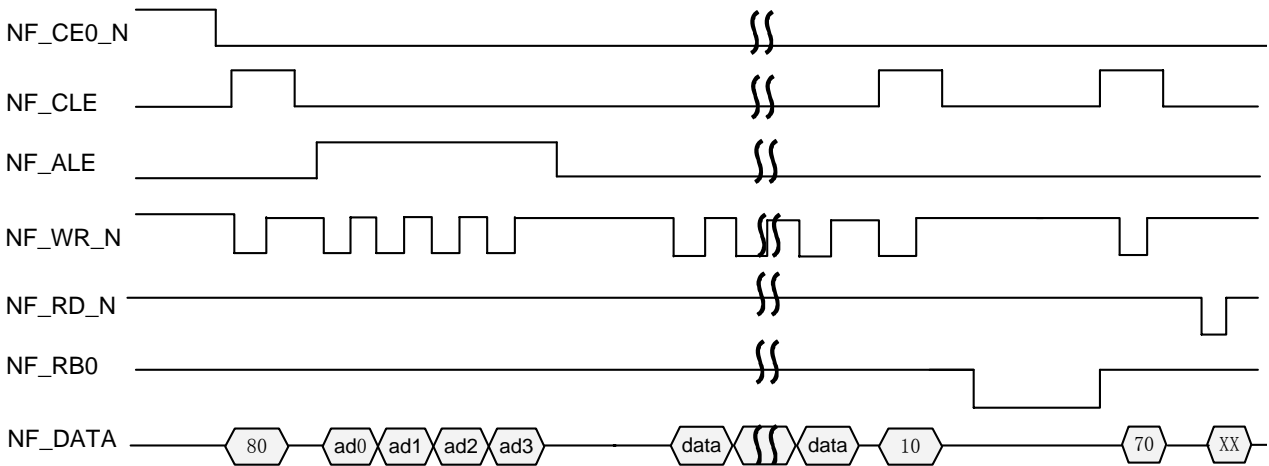 NF_CE0_N
NF_CLE
NF_ALE
NF_WR_N
NF_RD_N
NF_RB0
NF_DATA 80 ad0 ad1 ad2 ad3 data data 10 70 XX